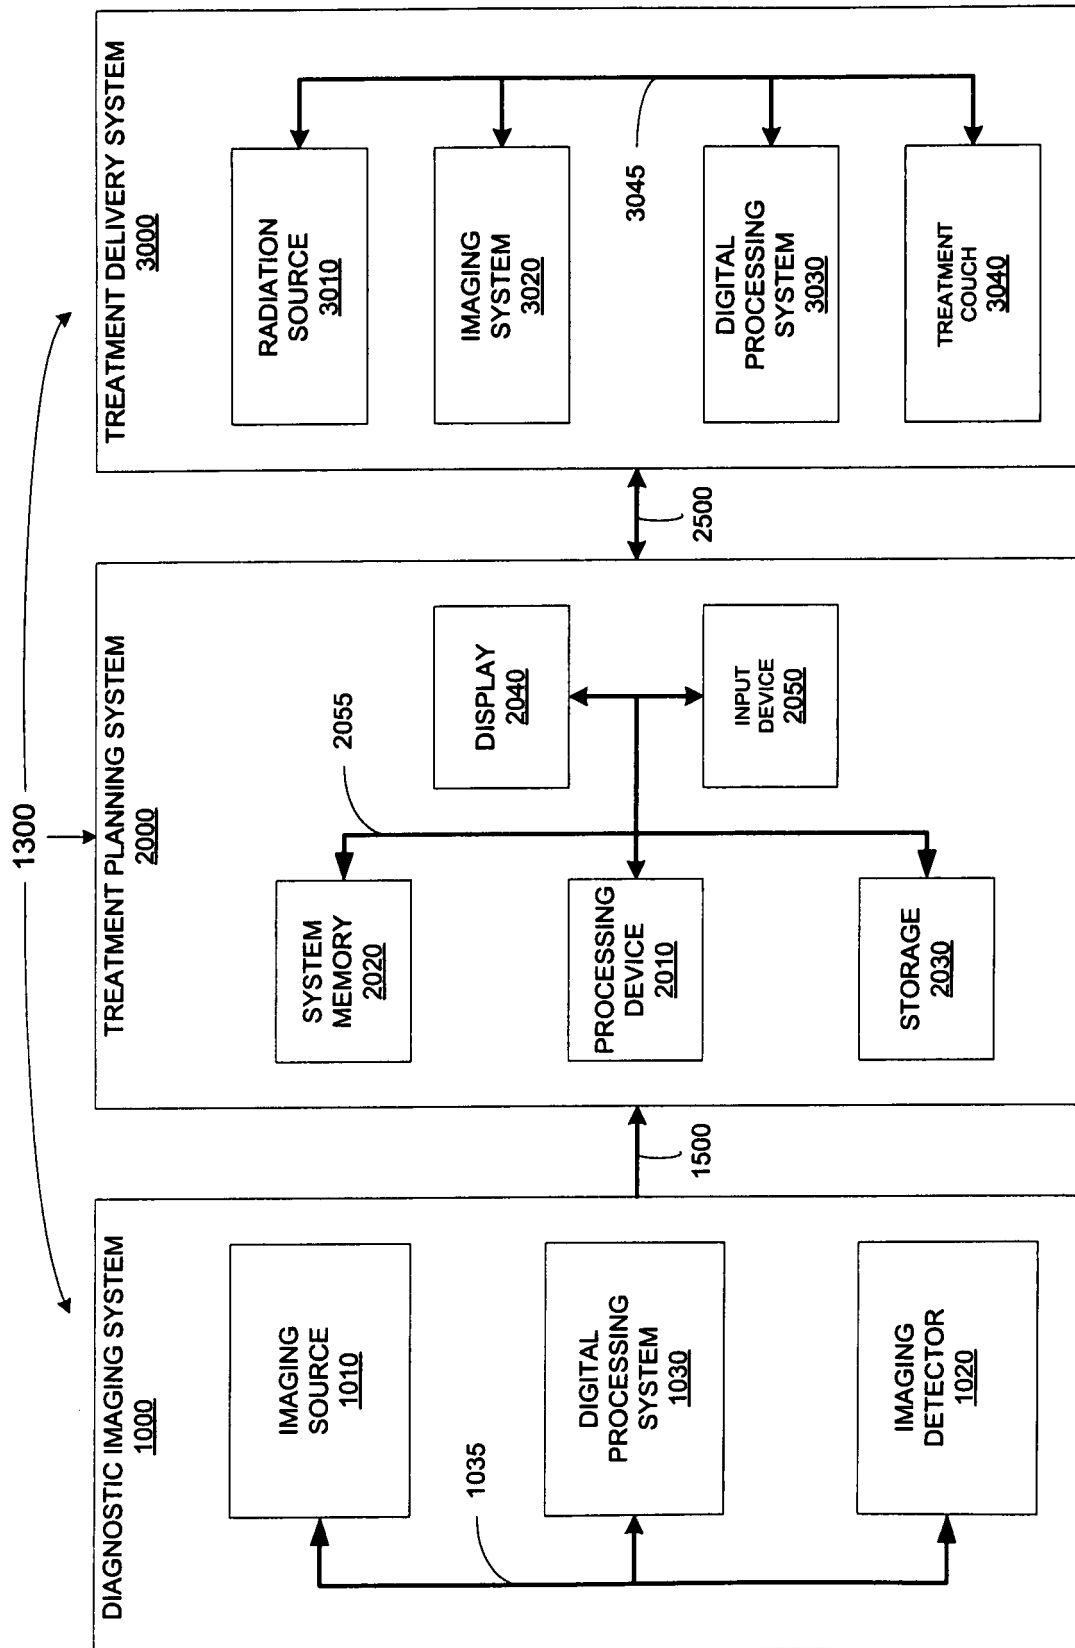 1300
DIAGNOSTIC IMAGING SYSTEM
1000
IMAGING
SOURCE
1010
DIGITAL
PROCESSING
SYSTEM
1030
IMAGING
DETECTOR
1020
1035
1500
TREATMENT PLANNING SYSTEM
2000
SYSTEM
MEMORY
2020
PROCESSING
DEVICE
2010
STORAGE
2030
2055
DISPLAY
2040
INPUT
DEVICE
2050
2500
TREATMENT DELIVERY SYSTEM
3000
RADIATION
SOURCE
3010
IMAGING
SYSTEM
3020
DIGITAL
PROCESSING
SYSTEM
3030
TREATMENT
COUCH
3040
3045